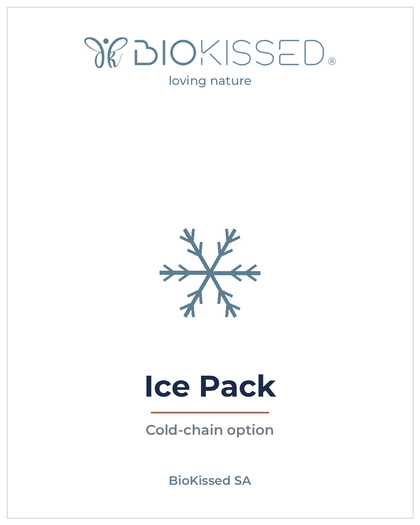 BIOKISSED®
loving nature
Ice Pack
Cold-chain option
BioKissed SA